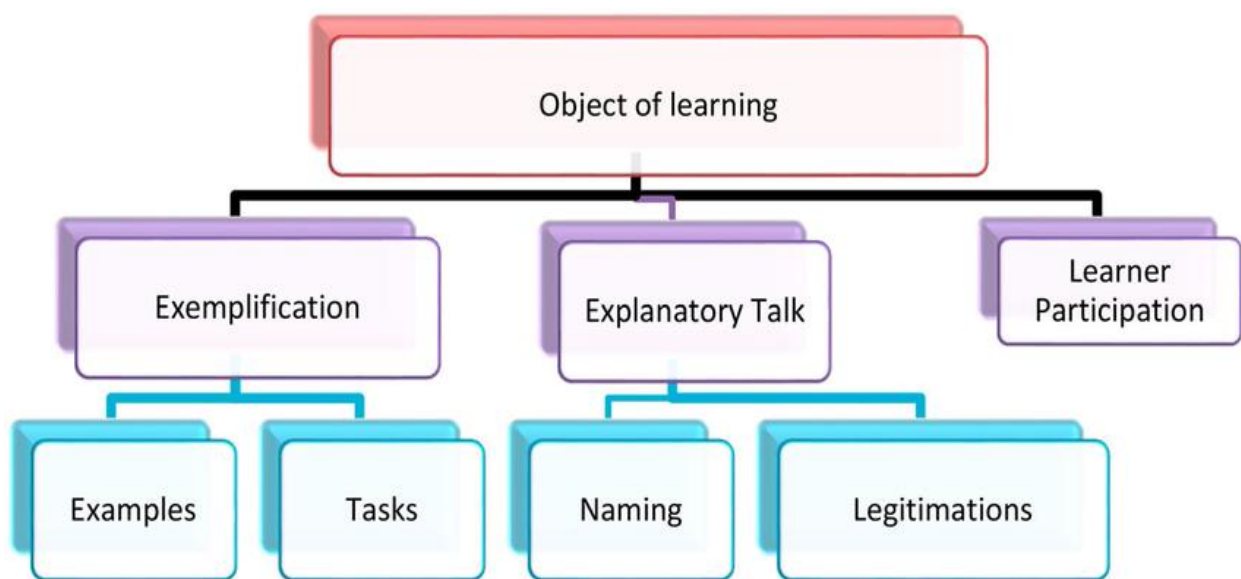 Object of learning
Exemplification
Explanatory Talk
Learner
Participation
Examples
Tasks
Naming
Legitimations